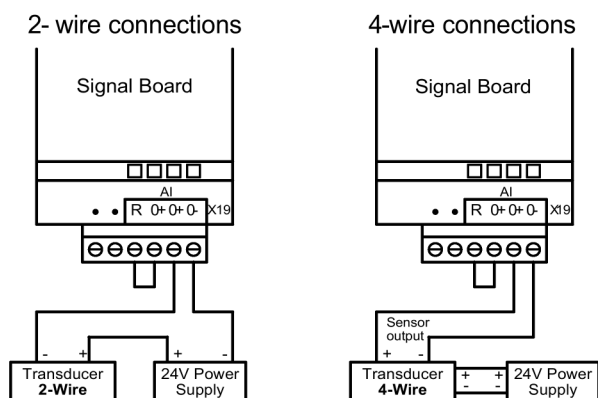 2- wire connections
4-wire connections
Signal Board
Signal Board
AI
AI
• • R 0+ 0+ 0- X19
• • R 0+ 0+ 0- X19
Sensor
output
- +
+ -
+ -
Transducer
2-Wire
24V Power
Supply
Transducer
4-Wire
+ +
- -
24V Power
Supply